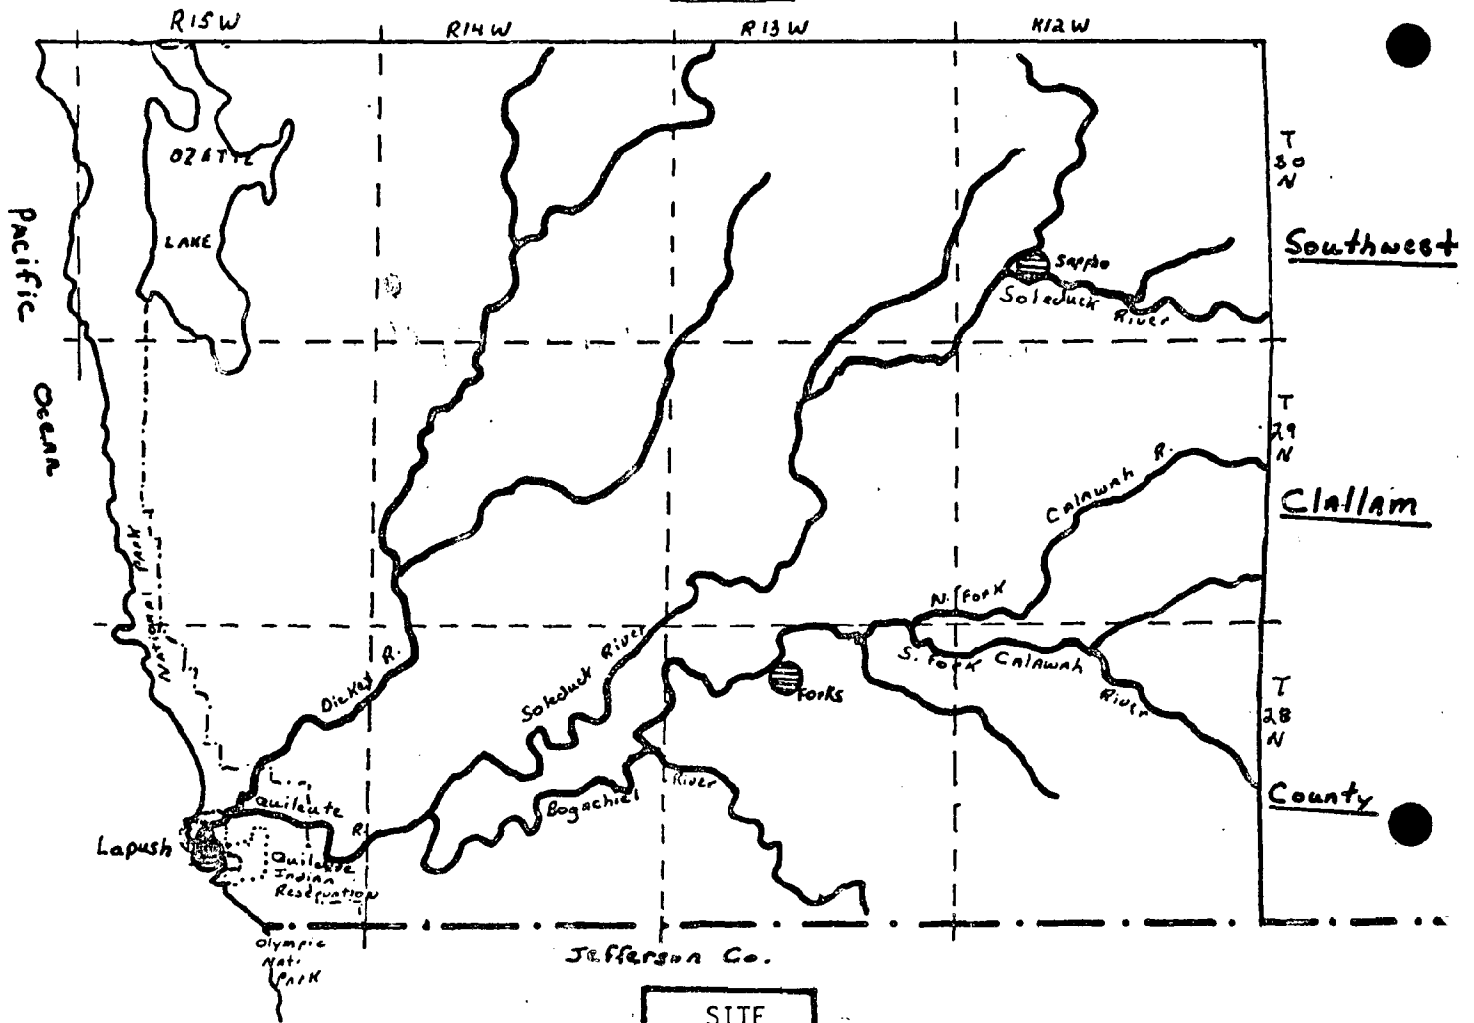 R15W
R14W
R13W
R12W
OZATTE
LAKE
T
30
N
Pacific
Ocean
Southwest
Sappho
Soleduck
River
T
29
N
Clallam
Calawah R.
N. Fork
S. Fork Calawah
River
National Park
Dickey R.
Soleduck River
Forks
T
28
N
County
Quileute
R.
Bogachiel
River
Lapush
Quileute
Indian
Reservation
Olympic
Nat.
Park
Jefferson Co.
SITE